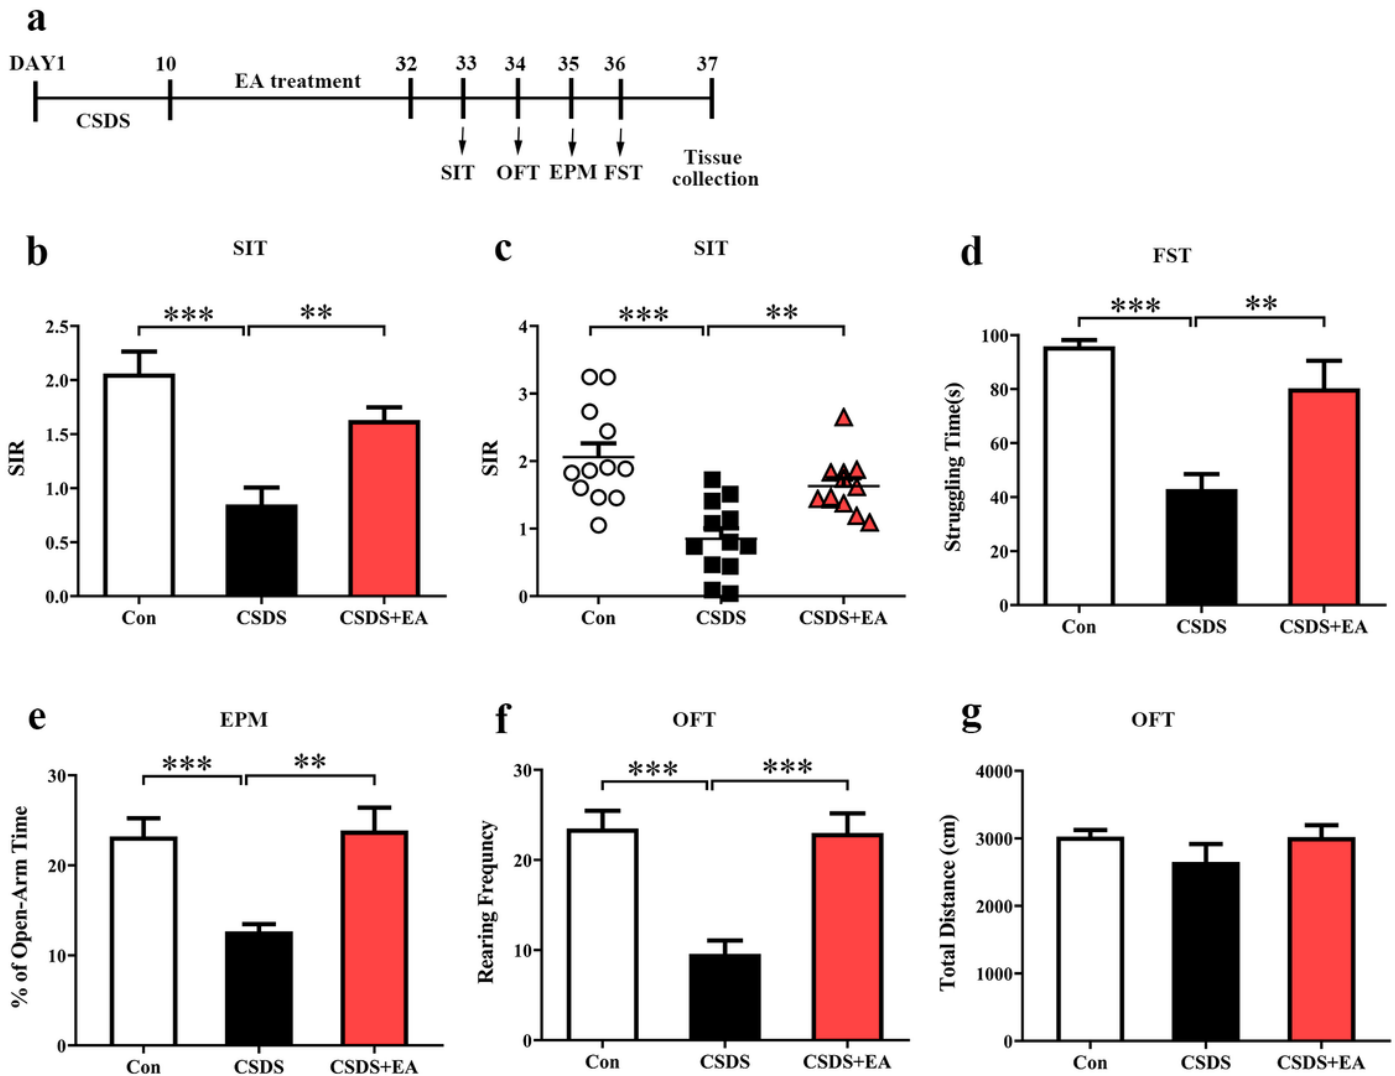 a
DAY1 10 EA treatment 32 33 34 35 36 37
CSDS
SIT OFT EPM FST Tissue
collection
b SIT
*** **
2.5
2.0
1.5
1.0
0.5
0.0
SIR
Con CSDS CSDS+EA
c SIT
*** **
4
3
2
1
0
SIR
Con CSDS CSDS+EA
d FST
*** **
100
80
60
40
20
0
Struggling Time(s)
Con CSDS CSDS+EA
e EPM
*** **
30
20
10
0
% of Open-Arm Time
Con CSDS CSDS+EA
f OFT
*** ***
30
20
10
0
Rearing Frequncy
Con CSDS CSDS+EA
g OFT
4000
3000
2000
1000
0
Total Distance (cm)
Con CSDS CSDS+EA